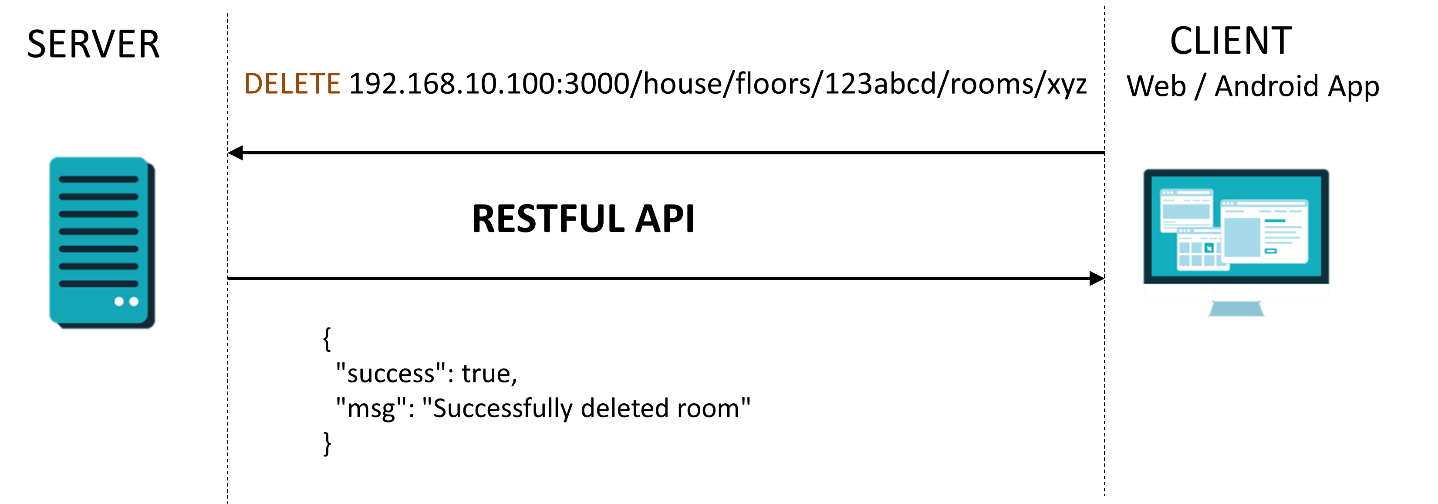 SERVER
CLIENT
DELETE 192.168.10.100:3000/house/floors/123abcd/rooms/xyz
Web / Android App
RESTFUL API
{
"success": true,
"msg": "Successfully deleted room"
}